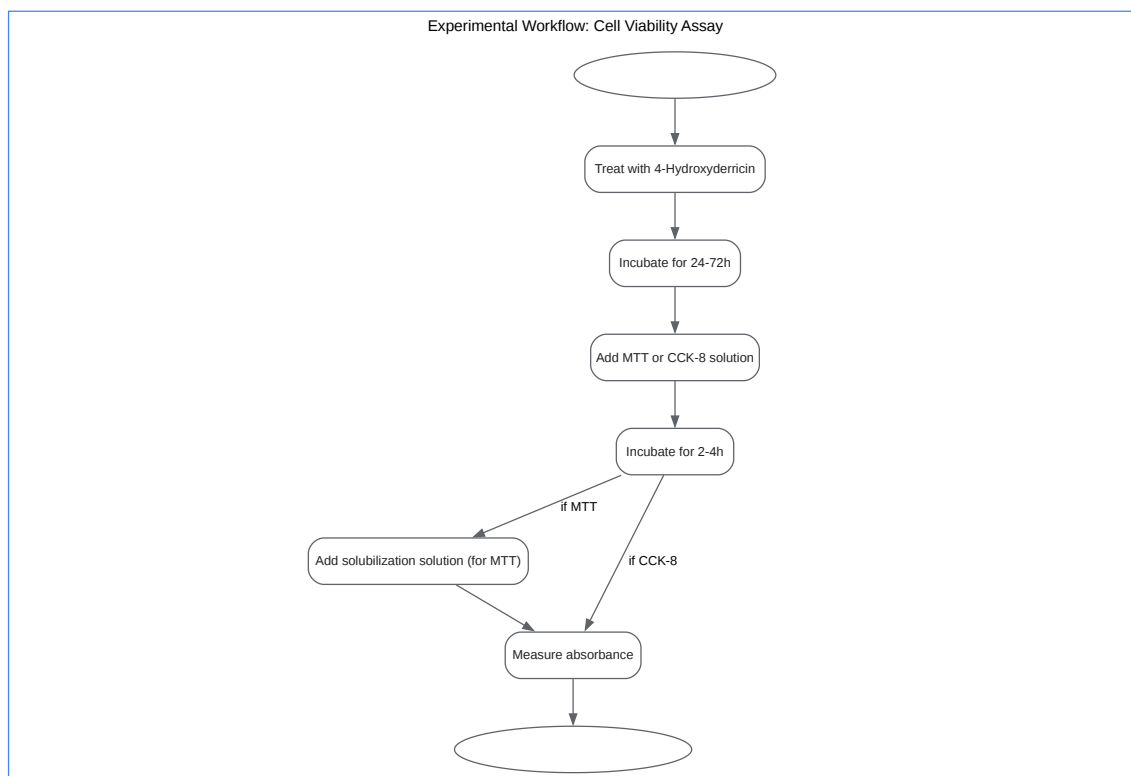 Experimental Workflow: Cell Viability Assay
Treat with 4-Hydroxyderricin
Incubate for 24-72h
Add MTT or CCK-8 solution
Incubate for 2-4h
if MTT
Add solubilization solution (for MTT)
if CCK-8
Measure absorbance